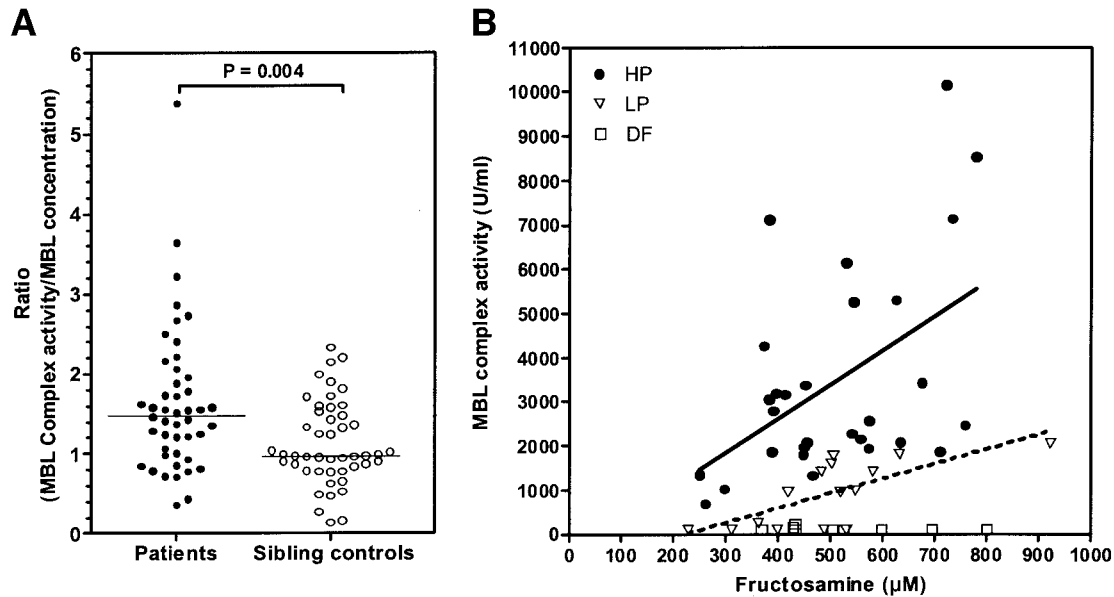 A
B
6
5
4
3
2
1
0
Ratio
(MBL Complex activity/MBL concentration)
P = 0.004
Patients
Sibling controls
11000
10000
9000
8000
7000
6000
5000
4000
3000
2000
1000
0
MBL complex activity (U/ml)
HP
LP
DF
0 100 200 300 400 500 600 700 800 900 1000
Fructosamine (µM)